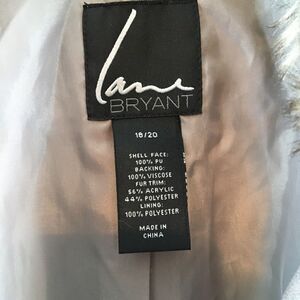 Lane
BRYANT
18/20
SHELL FACE:
100% PU
BACKING:
100% VISCOSE
FUR TRIM:
56% ACRYLIC
44% POLYESTER
LINING:
100% POLYESTER
MADE IN
CHINA